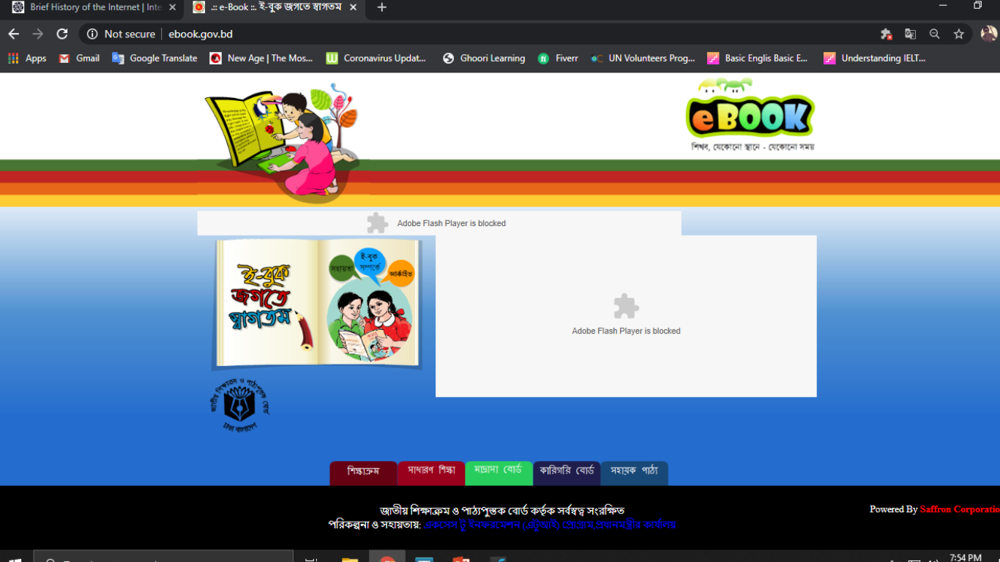 Brief History of the Internet | Inte
.:: e-Book ::. ই-বুক জগতে স্বাগতম
Not secure
ebook.gov.bd
Apps
Gmail
Google Translate
New Age | The Mos...
Coronavirus Updat...
Ghoori Learning
Fiverr
UN Volunteers Prog...
Basic Englis Basic E...
Understanding IELT...
eBOOK
শিখব, যেকোনো স্থানে - যেকোনো সময়
Adobe Flash Player is blocked
ই-বুক
জগতে
স্বাগতম
সহায়তা
ই-বুক
সম্পর্কে
আর্কাইভ
Adobe Flash Player is blocked
জাতীয় শিক্ষাক্রম ও পাঠ্যপুস্তক বোর্ড
ঢাকা বাংলাদেশ
শিক্ষাক্রম
সাধারণ শিক্ষা
মাদ্রাসা বোর্ড
কারিগরি বোর্ড
সহায়ক পাঠ্য
জাতীয় শিক্ষাক্রম ও পাঠ্যপুস্তক বোর্ড কর্তৃক সর্বস্বত্ব সংরক্ষিত
Powered By Saffron Corporatio
পরিকল্পনা ও সহায়তায়: একসেস টু ইনফরমেশন (এটুআই) প্রোগ্রাম,প্রধানমন্ত্রীর কার্যালয়
7:54 PM